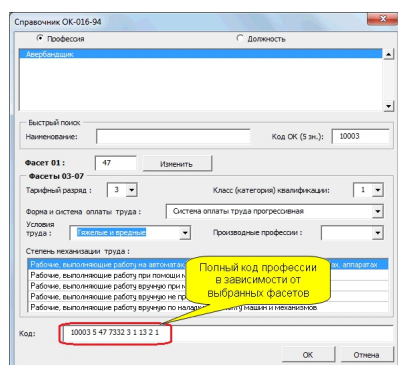 Справочник ОК-016-94
Профессия
Должность
Авербандщик
Быстрый поиск
Наименование:
Код ОК (5 зн.): 10003
Фасет 01 : 47 Изменить
Фасеты 03-07
Тарифный разряд : 3
Класс (категория) квалификации: 1
Форма и система оплаты труда : Система оплаты труда прогрессивная
Условия труда : Тяжелые и вредные
Производные профессии :
Степень механизации труда :
Рабочие, выполняющие работу на автоматах аппаратах
Рабочие, выполняющие работу при помощи
Рабочие, выполняющие работу вручную при
Рабочие, выполняющие работу вручную не
Рабочие, выполняющие работу вручную по машин и механизмов
Полный код профессии
в зависимости от
выбранных фасетов
Код: 10003 5 47 7332 3 1 13 2 1
ОК
Отмена